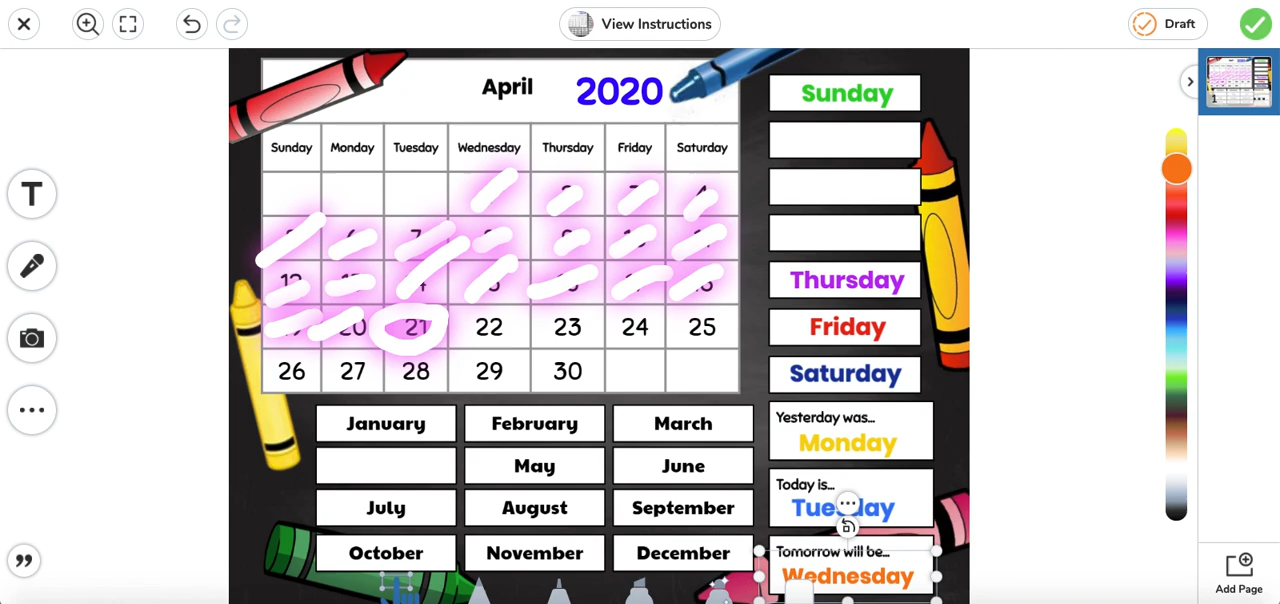 View Instructions
Draft
April 2020
Sunday Monday Tuesday Wednesday Thursday Friday Saturday
20 21 22 23 24 25
26 27 28 29 30
January February March
May June
July August September
October November December
Sunday
Thursday
Friday
Saturday
Yesterday was...
Monday
Today is...
Tuesday
Tomorrow will be...
Wednesday
T
Add Page